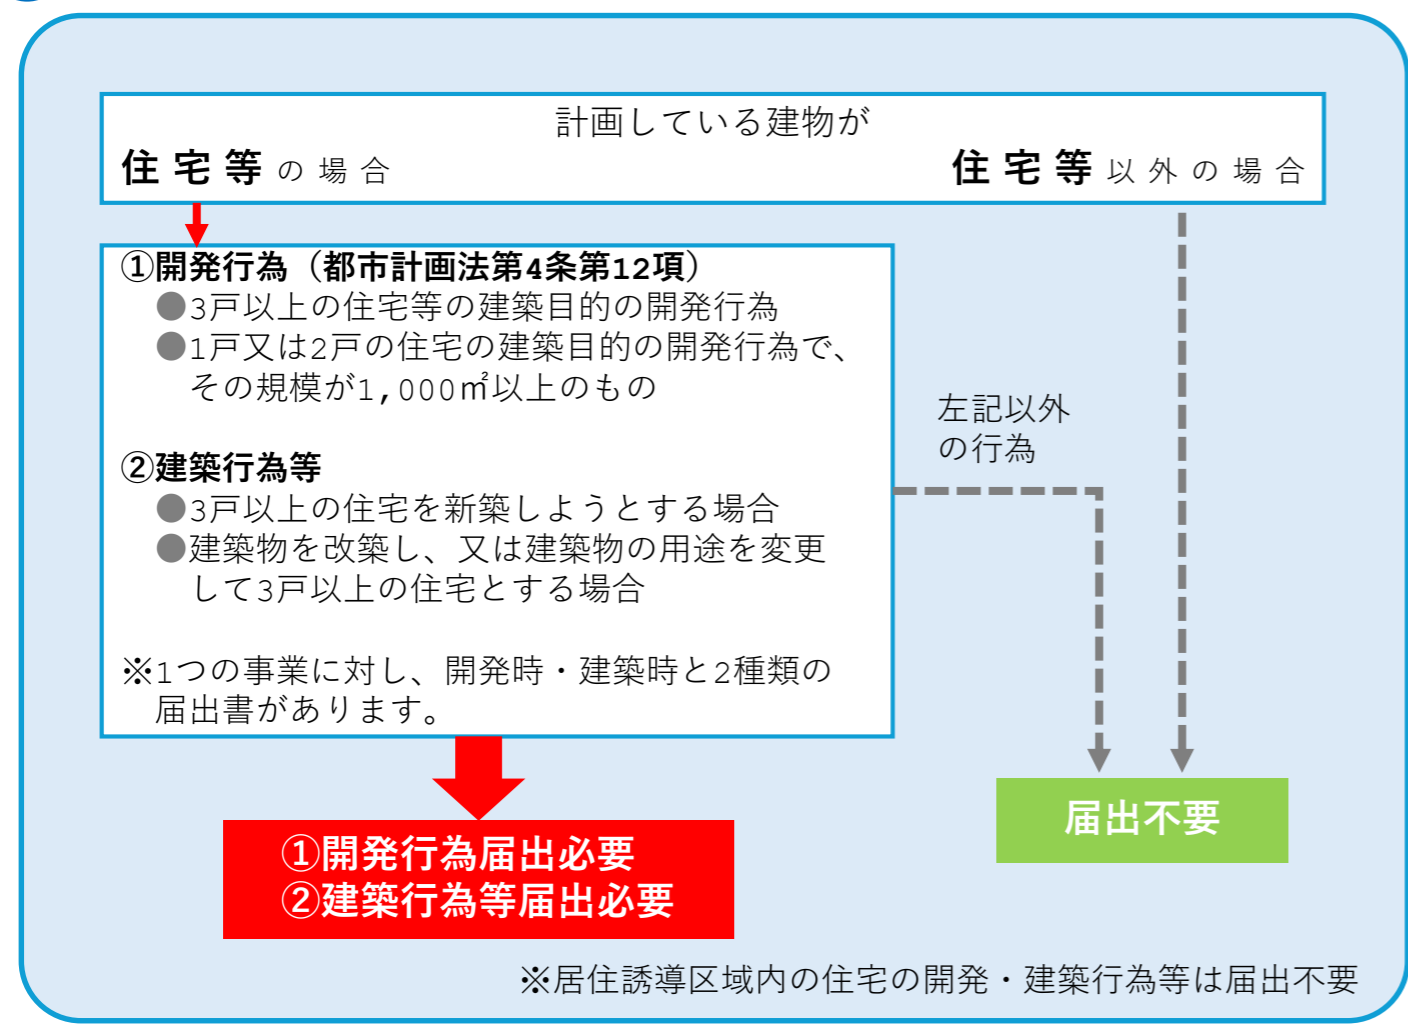 計画している建物が
住宅等の場合
住宅等以外の場合
①開発行為（都市計画法第4条第12項）
●3戸以上の住宅等の建築目的の開発行為
●1戸又は2戸の住宅の建築目的の開発行為で、
その規模が1,000㎡以上のもの
②建築行為等
●3戸以上の住宅を新築しようとする場合
●建築物を改築し、又は建築物の用途を変更
して3戸以上の住宅とする場合
※1つの事業に対し、開発時・建築時と2種類の
届出書があります。
左記以外
の行為
①開発行為届出必要
②建築行為等届出必要
届出不要
※居住誘導区域内の住宅の開発・建築行為等は届出不要